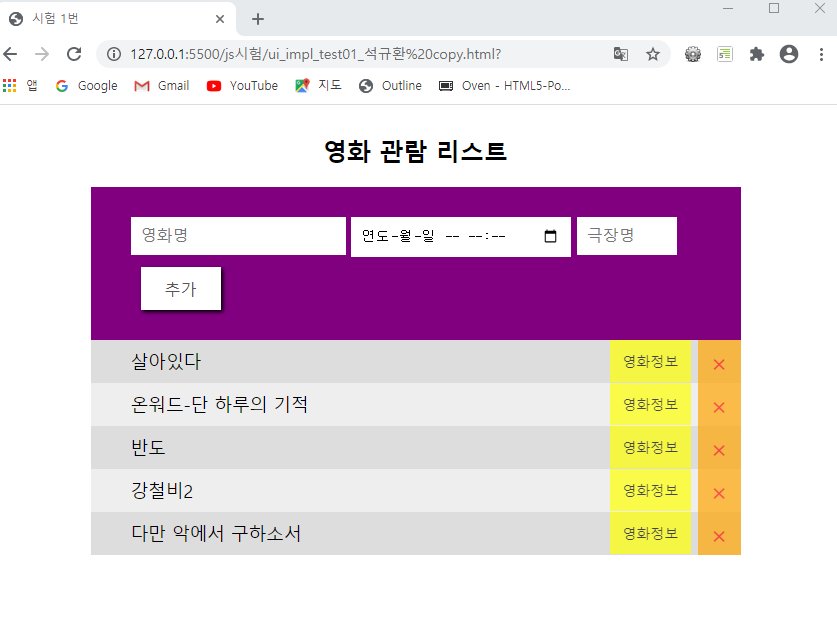 시험 1번
127.0.0.1:5500/js시험/ui_impl_test01_석규환%20copy.html?
앱 Google Gmail YouTube 지도 Outline Oven - HTML5-Po...
영화 관람 리스트
영화명 연도-월-일 -- --:-- 극장명
추가
살아있다 영화정보 ×
온워드-단 하루의 기적 영화정보 ×
반도 영화정보 ×
강철비2 영화정보 ×
다만 악에서 구하소서 영화정보 ×